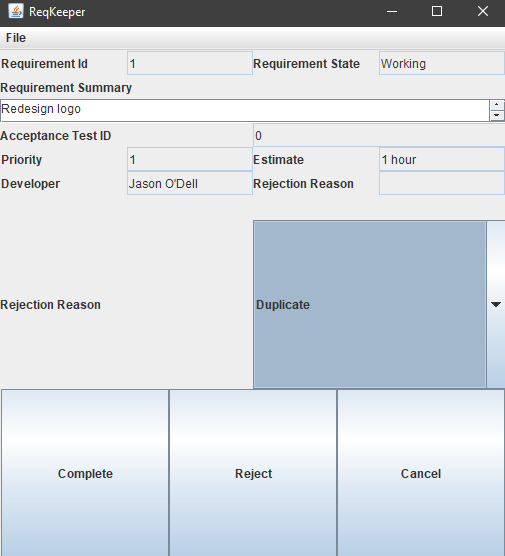 ReqKeeper
File
Requirement Id 1 Requirement State Working
Requirement Summary
Redesign logo
Acceptance Test ID 0
Priority 1 Estimate 1 hour
Developer Jason O'Dell Rejection Reason
Rejection Reason Duplicate
Complete Reject Cancel